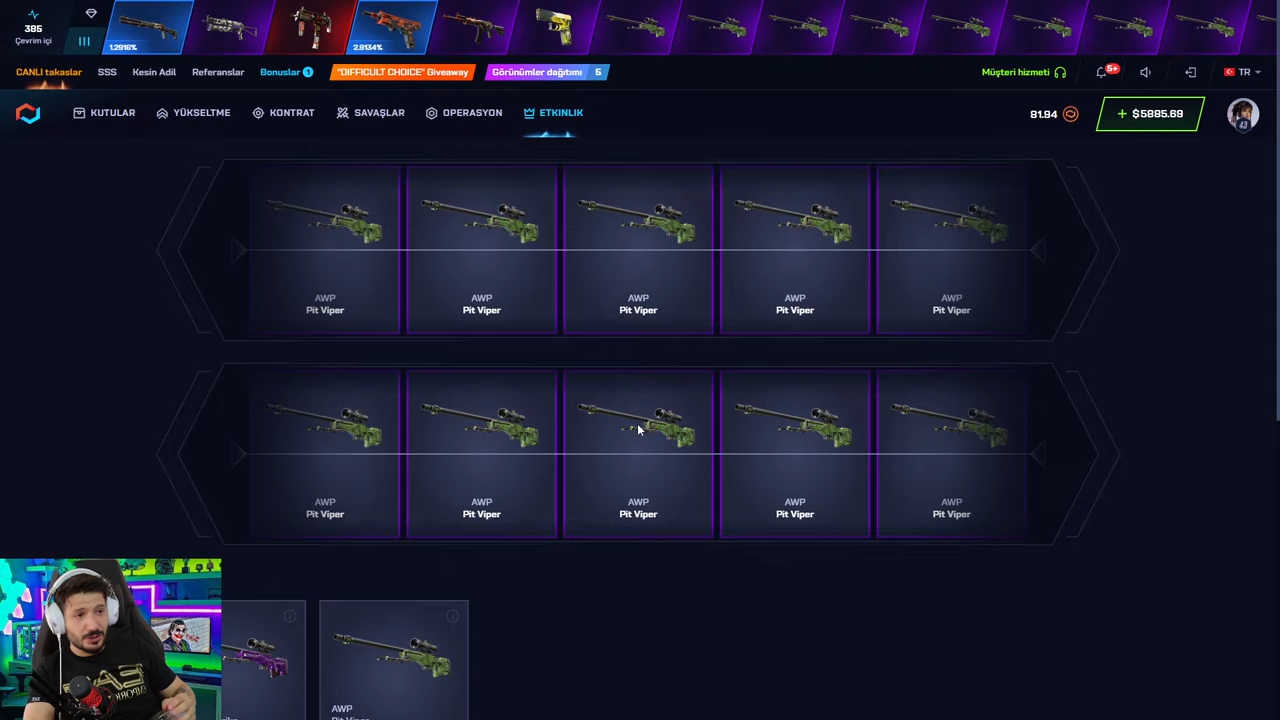 385
Çevrim içi
1.2916%
2.9134%
CANLI takaslar
SSS
Kesin Adil
Referanslar
Bonuslar 1
"DIFFICULT CHOICE" Giveaway
Görünümler dağıtımı 5
Müşteri hizmeti
5+
TR
KUTULAR
YÜKSELTME
KONTRAT
SAVAŞLAR
OPERASYON
ETKINLIK
81.94
+ $5885.69
AWP
Pit Viper
AWP
Pit Viper
AWP
Pit Viper
AWP
Pit Viper
AWP
Pit Viper
AWP
Pit Viper
AWP
Pit Viper
AWP
Pit Viper
AWP
Pit Viper
AWP
Pit Viper
AWP
Pit Viper